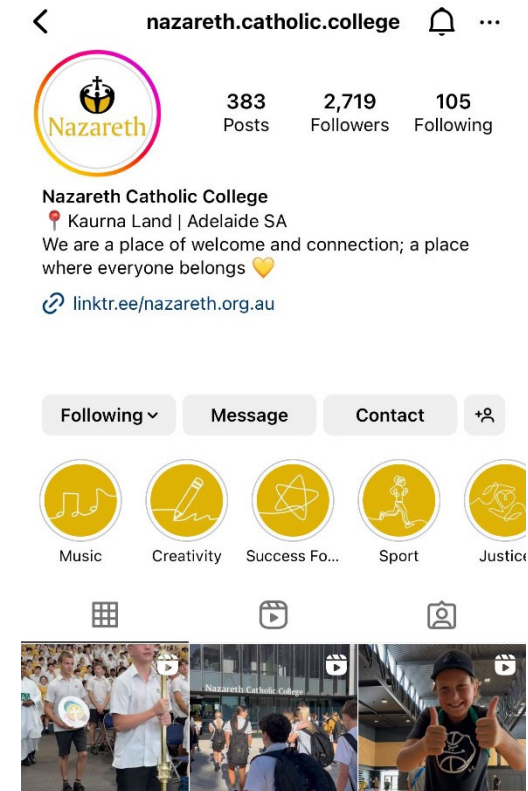 nazareth.catholic.college
Nazareth
383 2,719 105
Posts Followers Following
Nazareth Catholic College
📍 Kaurna Land | Adelaide SA
We are a place of welcome and connection; a place
where everyone belongs 💛
linktr.ee/nazareth.org.au
Following Message Contact
Music Creativity Success Fo... Sport Justice
Nazareth Catholic College